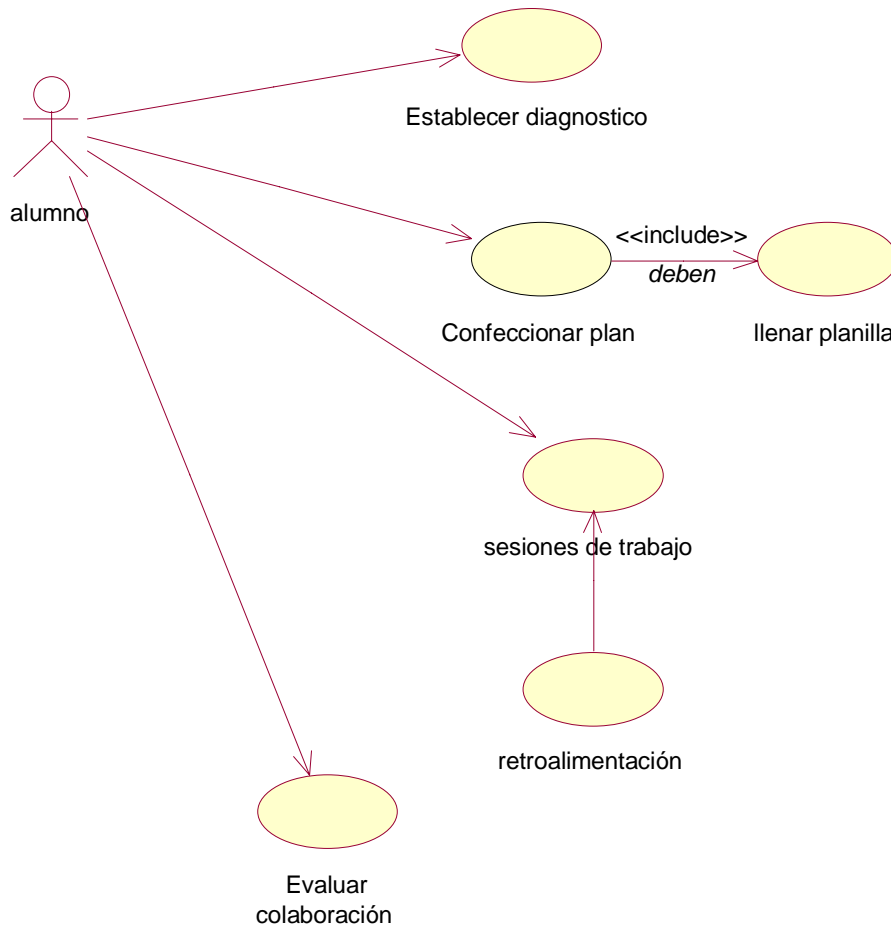 Establecer diagnostico
alumno
<<include>>
deben
Confeccionar plan
llenar planilla
sesiones de trabajo
retroalimentación
Evaluar
colaboración